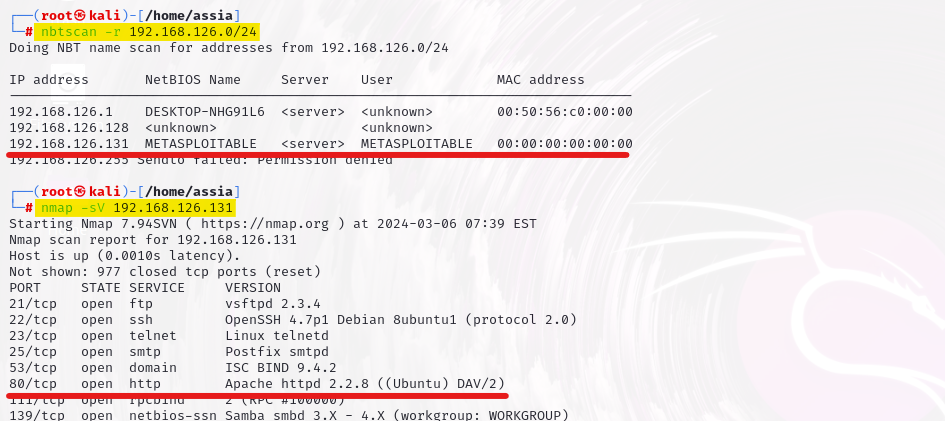 ┌──(root㉿kali)-[/home/assia]
└─# nbtscan -r 192.168.126.0/24
Doing NBT name scan for addresses from 192.168.126.0/24
IP address       NetBIOS Name     Server    User             MAC address
192.168.126.1    DESKTOP-NHG91L6  <server>  <unknown>        00:50:56:c0:00:00
192.168.126.128  <unknown>                  <unknown>
192.168.126.131  METASPLOITABLE   <server>  METASPLOITABLE   00:00:00:00:00:00
192.168.126.255 Sendto failed: Permission denied
┌──(root㉿kali)-[/home/assia]
└─# nmap -sV 192.168.126.131
Starting Nmap 7.94SVN ( https://nmap.org ) at 2024-03-06 07:39 EST
Nmap scan report for 192.168.126.131
Host is up (0.0010s latency).
Not shown: 977 closed tcp ports (reset)
PORT     STATE SERVICE     VERSION
21/tcp   open  ftp         vsftpd 2.3.4
22/tcp   open  ssh         OpenSSH 4.7p1 Debian 8ubuntu1 (protocol 2.0)
23/tcp   open  telnet      Linux telnetd
25/tcp   open  smtp        Postfix smtpd
53/tcp   open  domain      ISC BIND 9.4.2
80/tcp   open  http        Apache httpd 2.2.8 ((Ubuntu) DAV/2)
111/tcp  open  rpcbind     2 (RPC #100000)
139/tcp  open  netbios-ssn Samba smbd 3.X - 4.X (workgroup: WORKGROUP)